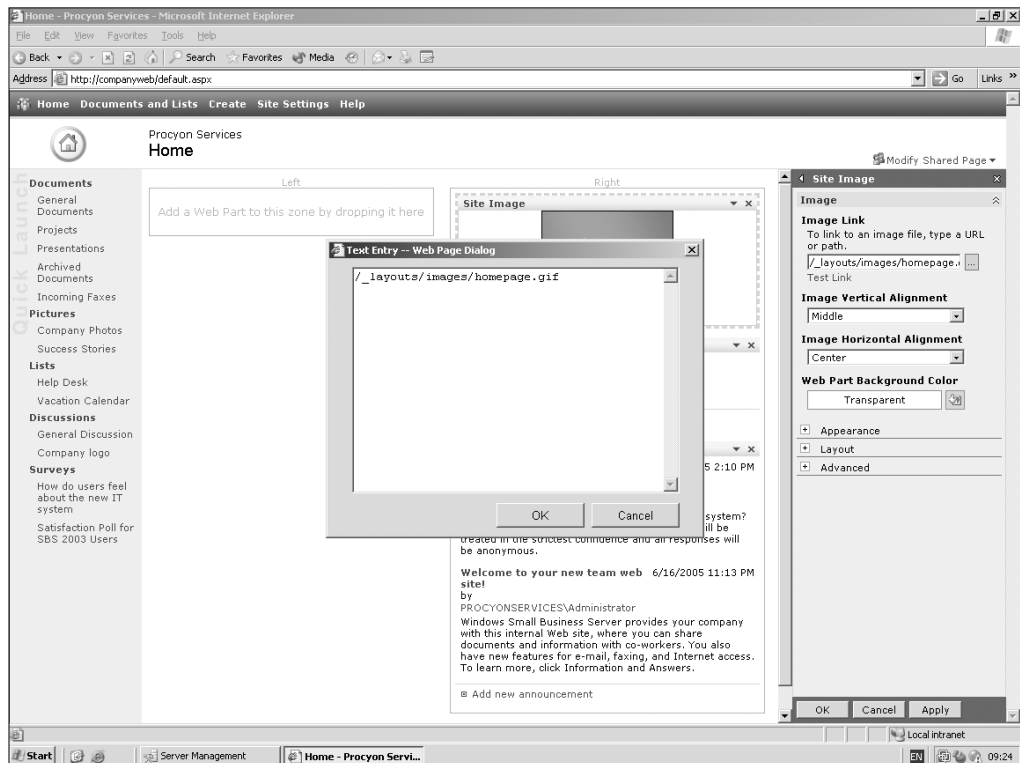 Home - Procyon Services - Microsoft Internet Explorer
File Edit View Favorites Tools Help
Back Search Favorites Media
Address http://companyweb/default.aspx Go Links »
Home Documents and Lists Create Site Settings Help
Procyon Services
Home
Modify Shared Page
Quick Launch
Documents
General
Documents
Projects
Presentations
Archived
Documents
Incoming Faxes
Pictures
Company Photos
Success Stories
Lists
Help Desk
Vacation Calendar
Discussions
General Discussion
Company logo
Surveys
How do users feel
about the new IT
system
Satisfaction Poll for
SBS 2003 Users
Left
Add a Web Part to this zone by dropping it here
Right
Site Image
Text Entry -- Web Page Dialog
/_layouts/images/homepage.gif
OK Cancel
5 2:10 PM
system?
ill be
treated in the strictest confidence and all responses will
be anonymous.
Welcome to your new team web 6/16/2005 11:13 PM
site!
by
PROCYONSERVICES\Administrator
Windows Small Business Server provides your company
with this internal Web site, where you can share
documents and information with co-workers. You also
have new features for e-mail, faxing, and Internet access.
To learn more, click Information and Answers.
Add new announcement
Site Image
Image
Image Link
To link to an image file, type a URL
or path.
/_layouts/images/homepage. ...
Test Link
Image Vertical Alignment
Middle
Image Horizontal Alignment
Center
Web Part Background Color
Transparent
Appearance
Layout
Advanced
OK Cancel Apply
Local intranet
Start Server Management Home - Procyon Servi... EN 09:24